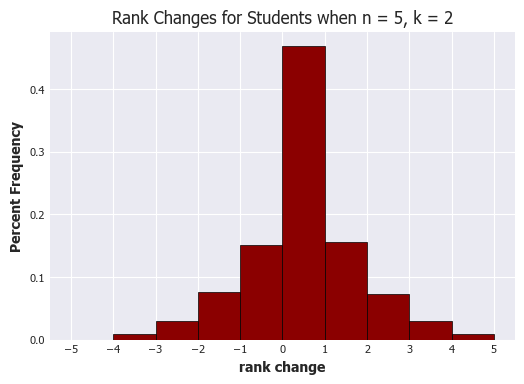 Rank Changes for Students when n = 5, k = 2
Percent Frequency
0.4
0.3
0.2
0.1
0.0
−5 −4 −3 −2 −1 0 1 2 3 4 5
rank change